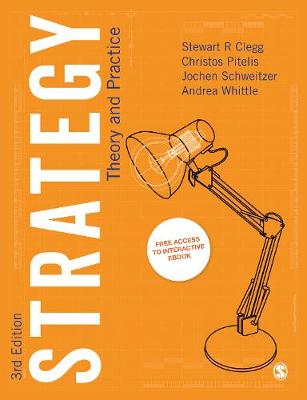 Stewart R Clegg
Christos Pitelis
Jochen Schweitzer
Andrea Whittle
STRATEGY
Theory and Practice
3rd Edition
FREE ACCESS
TO INTERACTIVE
EBOOK
S